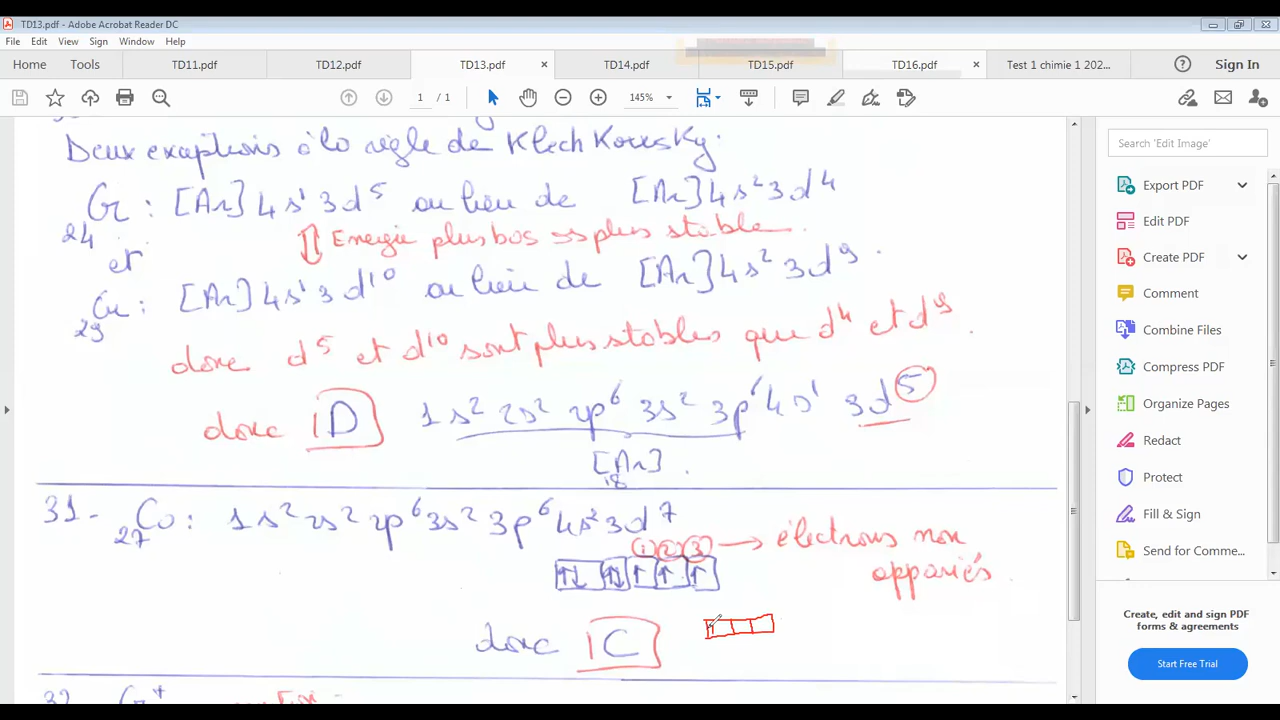 TD13.pdf - Adobe Acrobat Reader DC
File Edit View Sign Window Help
Home Tools TD11.pdf TD12.pdf TD13.pdf TD14.pdf TD15.pdf TD16.pdf Test 1 chimie 1 202... Sign In
1 / 1 145%
Deux exceptions à la règle de Klechkowsky.
24Cr : [Ar] 4s¹ 3d⁵ au lieu de [Ar] 4s² 3d⁴
⇕ Energie plus bas ⇒ plus stable.
et
29Cu : [Ar] 4s¹ 3d¹⁰ au lieu de [Ar] 4s² 3d⁹.
donc d⁵ et d¹⁰ sont plus stables que d⁴ et d⁹.
donc D 1s² 2s² 2p⁶ 3s² 3p⁶ 4s¹ 3d⁵
[Ar]
18
31- 27Co : 1s² 2s² 2p⁶ 3s² 3p⁶ 4s² 3d⁷
① ② ③ → électrons non
↑↓ ↑↓ ↑ ↑ ↑ appariés
donc C
Search 'Edit Image'
Export PDF
Edit PDF
Create PDF
Comment
Combine Files
Compress PDF
Organize Pages
Redact
Protect
Fill & Sign
Send for Comme...
Create, edit and sign PDF
forms & agreements
Start Free Trial